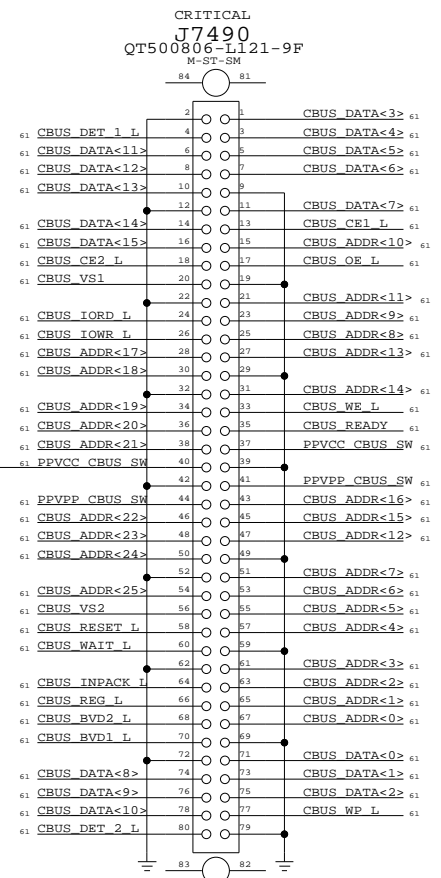 CRITICAL
J7490
QT500806-L121-9F
M-ST-SM
84 81
2 1 CBUS_DATA<3> 61
61 CBUS_DET_1_L 4 3 CBUS_DATA<4> 61
61 CBUS_DATA<11> 6 5 CBUS_DATA<5> 61
61 CBUS_DATA<12> 8 7 CBUS_DATA<6> 61
61 CBUS_DATA<13> 10 9
12 11 CBUS_DATA<7> 61
61 CBUS_DATA<14> 14 13 CBUS_CE1_L 61
61 CBUS_DATA<15> 16 15 CBUS_ADDR<10> 61
61 CBUS_CE2_L 18 17 CBUS_OE_L 61
61 CBUS_VS1 20 19
22 21 CBUS_ADDR<11> 61
61 CBUS_IORD_L 24 23 CBUS_ADDR<9> 61
61 CBUS_IOWR_L 26 25 CBUS_ADDR<8> 61
61 CBUS_ADDR<17> 28 27 CBUS_ADDR<13> 61
61 CBUS_ADDR<18> 30 29
32 31 CBUS_ADDR<14> 61
61 CBUS_ADDR<19> 34 33 CBUS_WE_L 61
61 CBUS_ADDR<20> 36 35 CBUS_READY 61
61 CBUS_ADDR<21> 38 37 PPVCC_CBUS_SW 61
61 PPVCC_CBUS_SW 40 39
42 41 PPVPP_CBUS_SW 61
61 PPVPP_CBUS_SW 44 43 CBUS_ADDR<16> 61
61 CBUS_ADDR<22> 46 45 CBUS_ADDR<15> 61
61 CBUS_ADDR<23> 48 47 CBUS_ADDR<12> 61
61 CBUS_ADDR<24> 50 49
52 51 CBUS_ADDR<7> 61
61 CBUS_ADDR<25> 54 53 CBUS_ADDR<6> 61
61 CBUS_VS2 56 55 CBUS_ADDR<5> 61
61 CBUS_RESET_L 58 57 CBUS_ADDR<4> 61
61 CBUS_WAIT_L 60 59
62 61 CBUS_ADDR<3> 61
61 CBUS_INPACK_L 64 63 CBUS_ADDR<2> 61
61 CBUS_REG_L 66 65 CBUS_ADDR<1> 61
61 CBUS_BVD2_L 68 67 CBUS_ADDR<0> 61
61 CBUS_BVD1_L 70 69
72 71 CBUS_DATA<0> 61
61 CBUS_DATA<8> 74 73 CBUS_DATA<1> 61
61 CBUS_DATA<9> 76 75 CBUS_DATA<2> 61
61 CBUS_DATA<10> 78 77 CBUS_WP_L 61
61 CBUS_DET_2_L 80 79
83 82